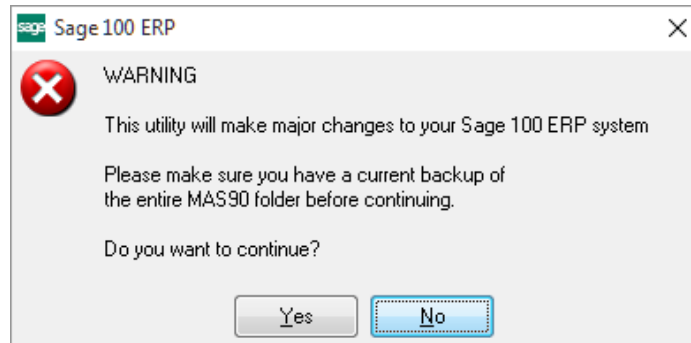 sage Sage 100 ERP
WARNING
This utility will make major changes to your Sage 100 ERP system
Please make sure you have a current backup of
the entire MAS90 folder before continuing.
Do you want to continue?
Yes No